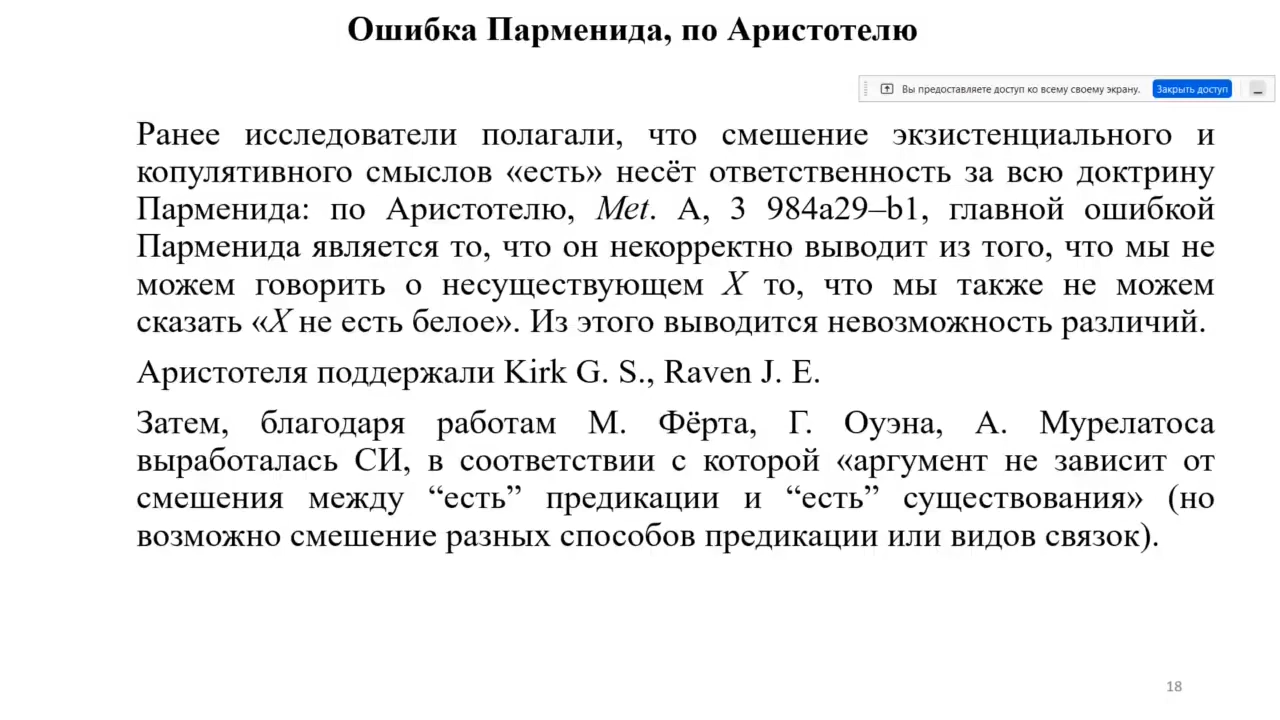 Ошибка Парменида, по Аристотелю
Вы предоставляете доступ ко всему своему экрану. Закрыть доступ
Ранее исследователи полагали, что смешение экзистенциального и
копулятивного смыслов «есть» несёт ответственность за всю доктрину
Парменида: по Аристотелю, Met. A, 3 984a29–b1, главной ошибкой
Парменида является то, что он некорректно выводит из того, что мы не
можем говорить о несуществующем X то, что мы также не можем
сказать «X не есть белое». Из этого выводится невозможность различий.
Аристотеля поддержали Kirk G. S., Raven J. E.
Затем, благодаря работам М. Фёрта, Г. Оуэна, А. Мурелатоса
выработалась СИ, в соответствии с которой «аргумент не зависит от
смешения между “есть” предикации и “есть” существования» (но
возможно смешение разных способов предикации или видов связок).
18